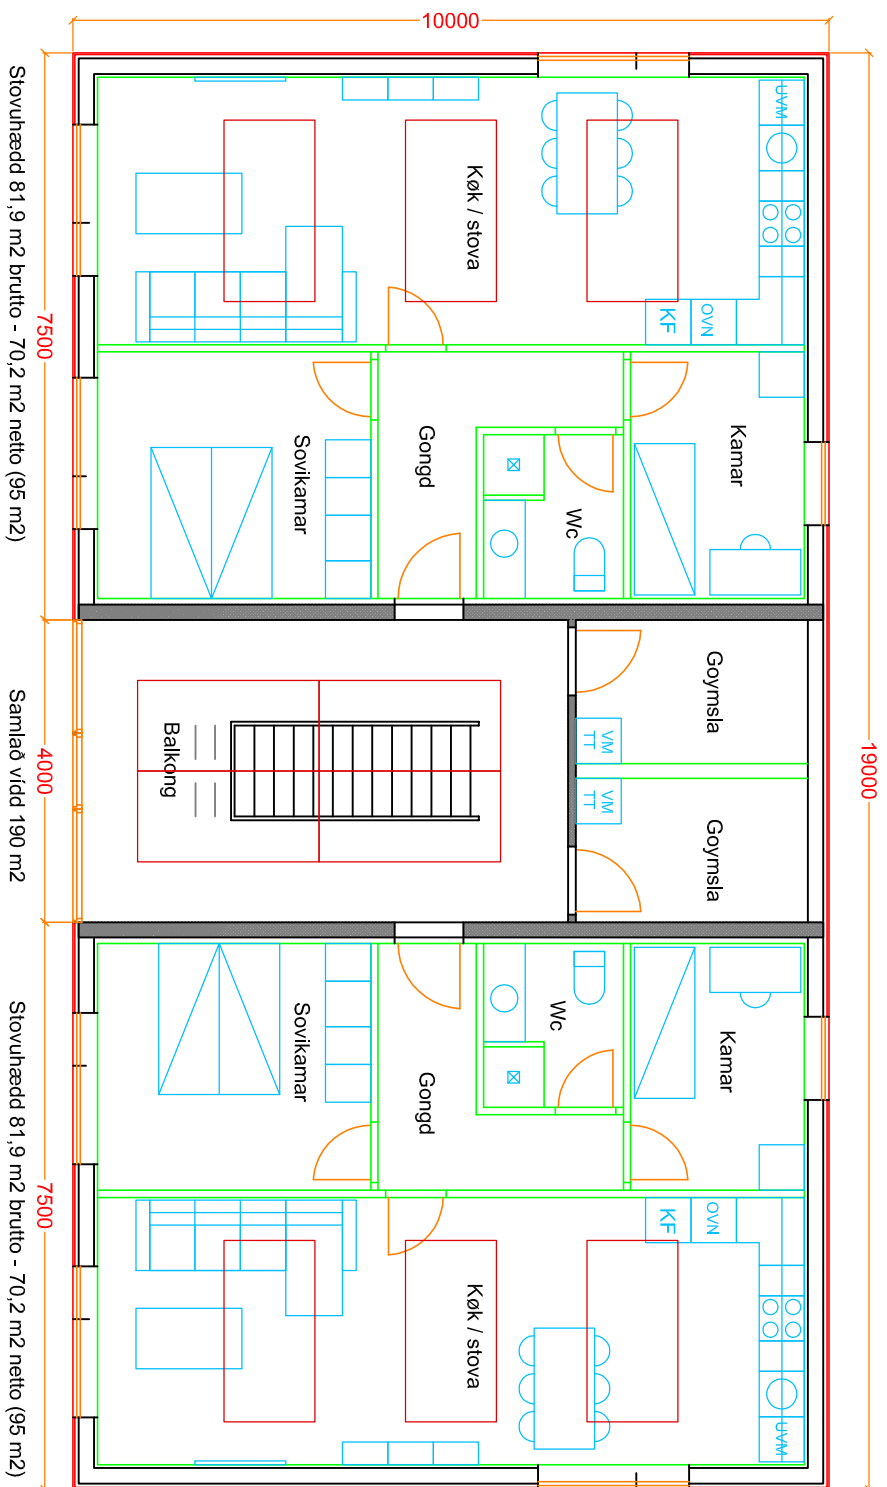 10000
19000
7500
4000
7500
Stovuhædd 81,9 m2 brutto - 70,2 m2 netto (95 m2)
Samlað vídd 190 m2
Stovuhædd 81,9 m2 brutto - 70,2 m2 netto (95 m2)
UVM
OVN
KF
Køk / stova
Kamar
Wc
Gongd
Sovikamar
Goymsla
VM
TT
VM
TT
Goymsla
Balkong
Kamar
Wc
Gongd
Sovikamar
OVN
KF
Køk / stova
UVM